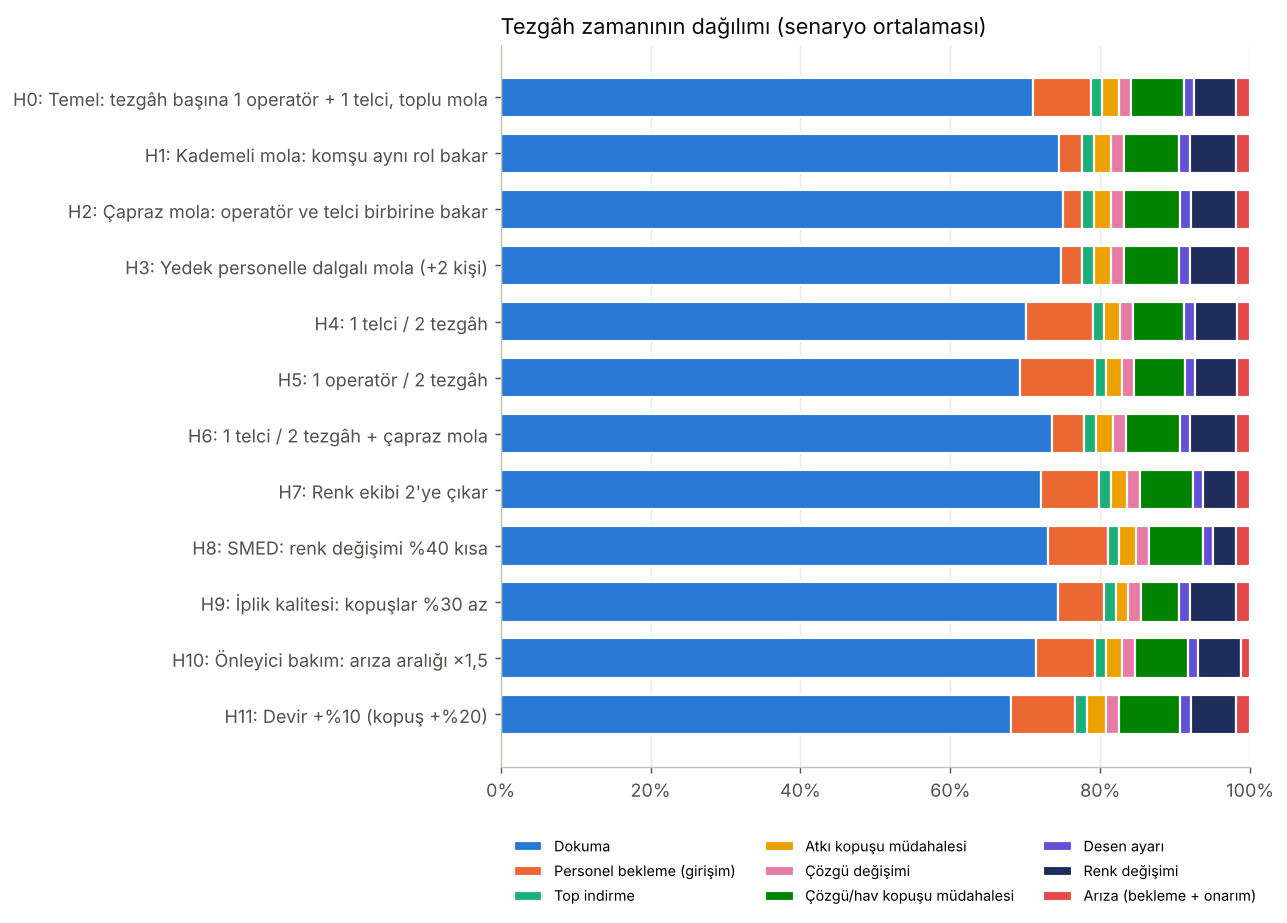 Tezgâh zamanının dağılımı (senaryo ortalaması)
H0: Temel: tezgâh başına 1 operatör + 1 telci, toplu mola
H1: Kademeli mola: komşu aynı rol bakar
H2: Çapraz mola: operatör ve telci birbirine bakar
H3: Yedek personelle dalgalı mola (+2 kişi)
H4: 1 telci / 2 tezgâh
H5: 1 operatör / 2 tezgâh
H6: 1 telci / 2 tezgâh + çapraz mola
H7: Renk ekibi 2'ye çıkar
H8: SMED: renk değişimi %40 kısa
H9: İplik kalitesi: kopuşlar %30 az
H10: Önleyici bakım: arıza aralığı ×1,5
H11: Devir +%10 (kopuş +%20)
0% 20% 40% 60% 80% 100%
Dokuma
Personel bekleme (girişim)
Top indirme
Atkı kopuşu müdahalesi
Çözgü değişimi
Çözgü/hav kopuşu müdahalesi
Desen ayarı
Renk değişimi
Arıza (bekleme + onarım)